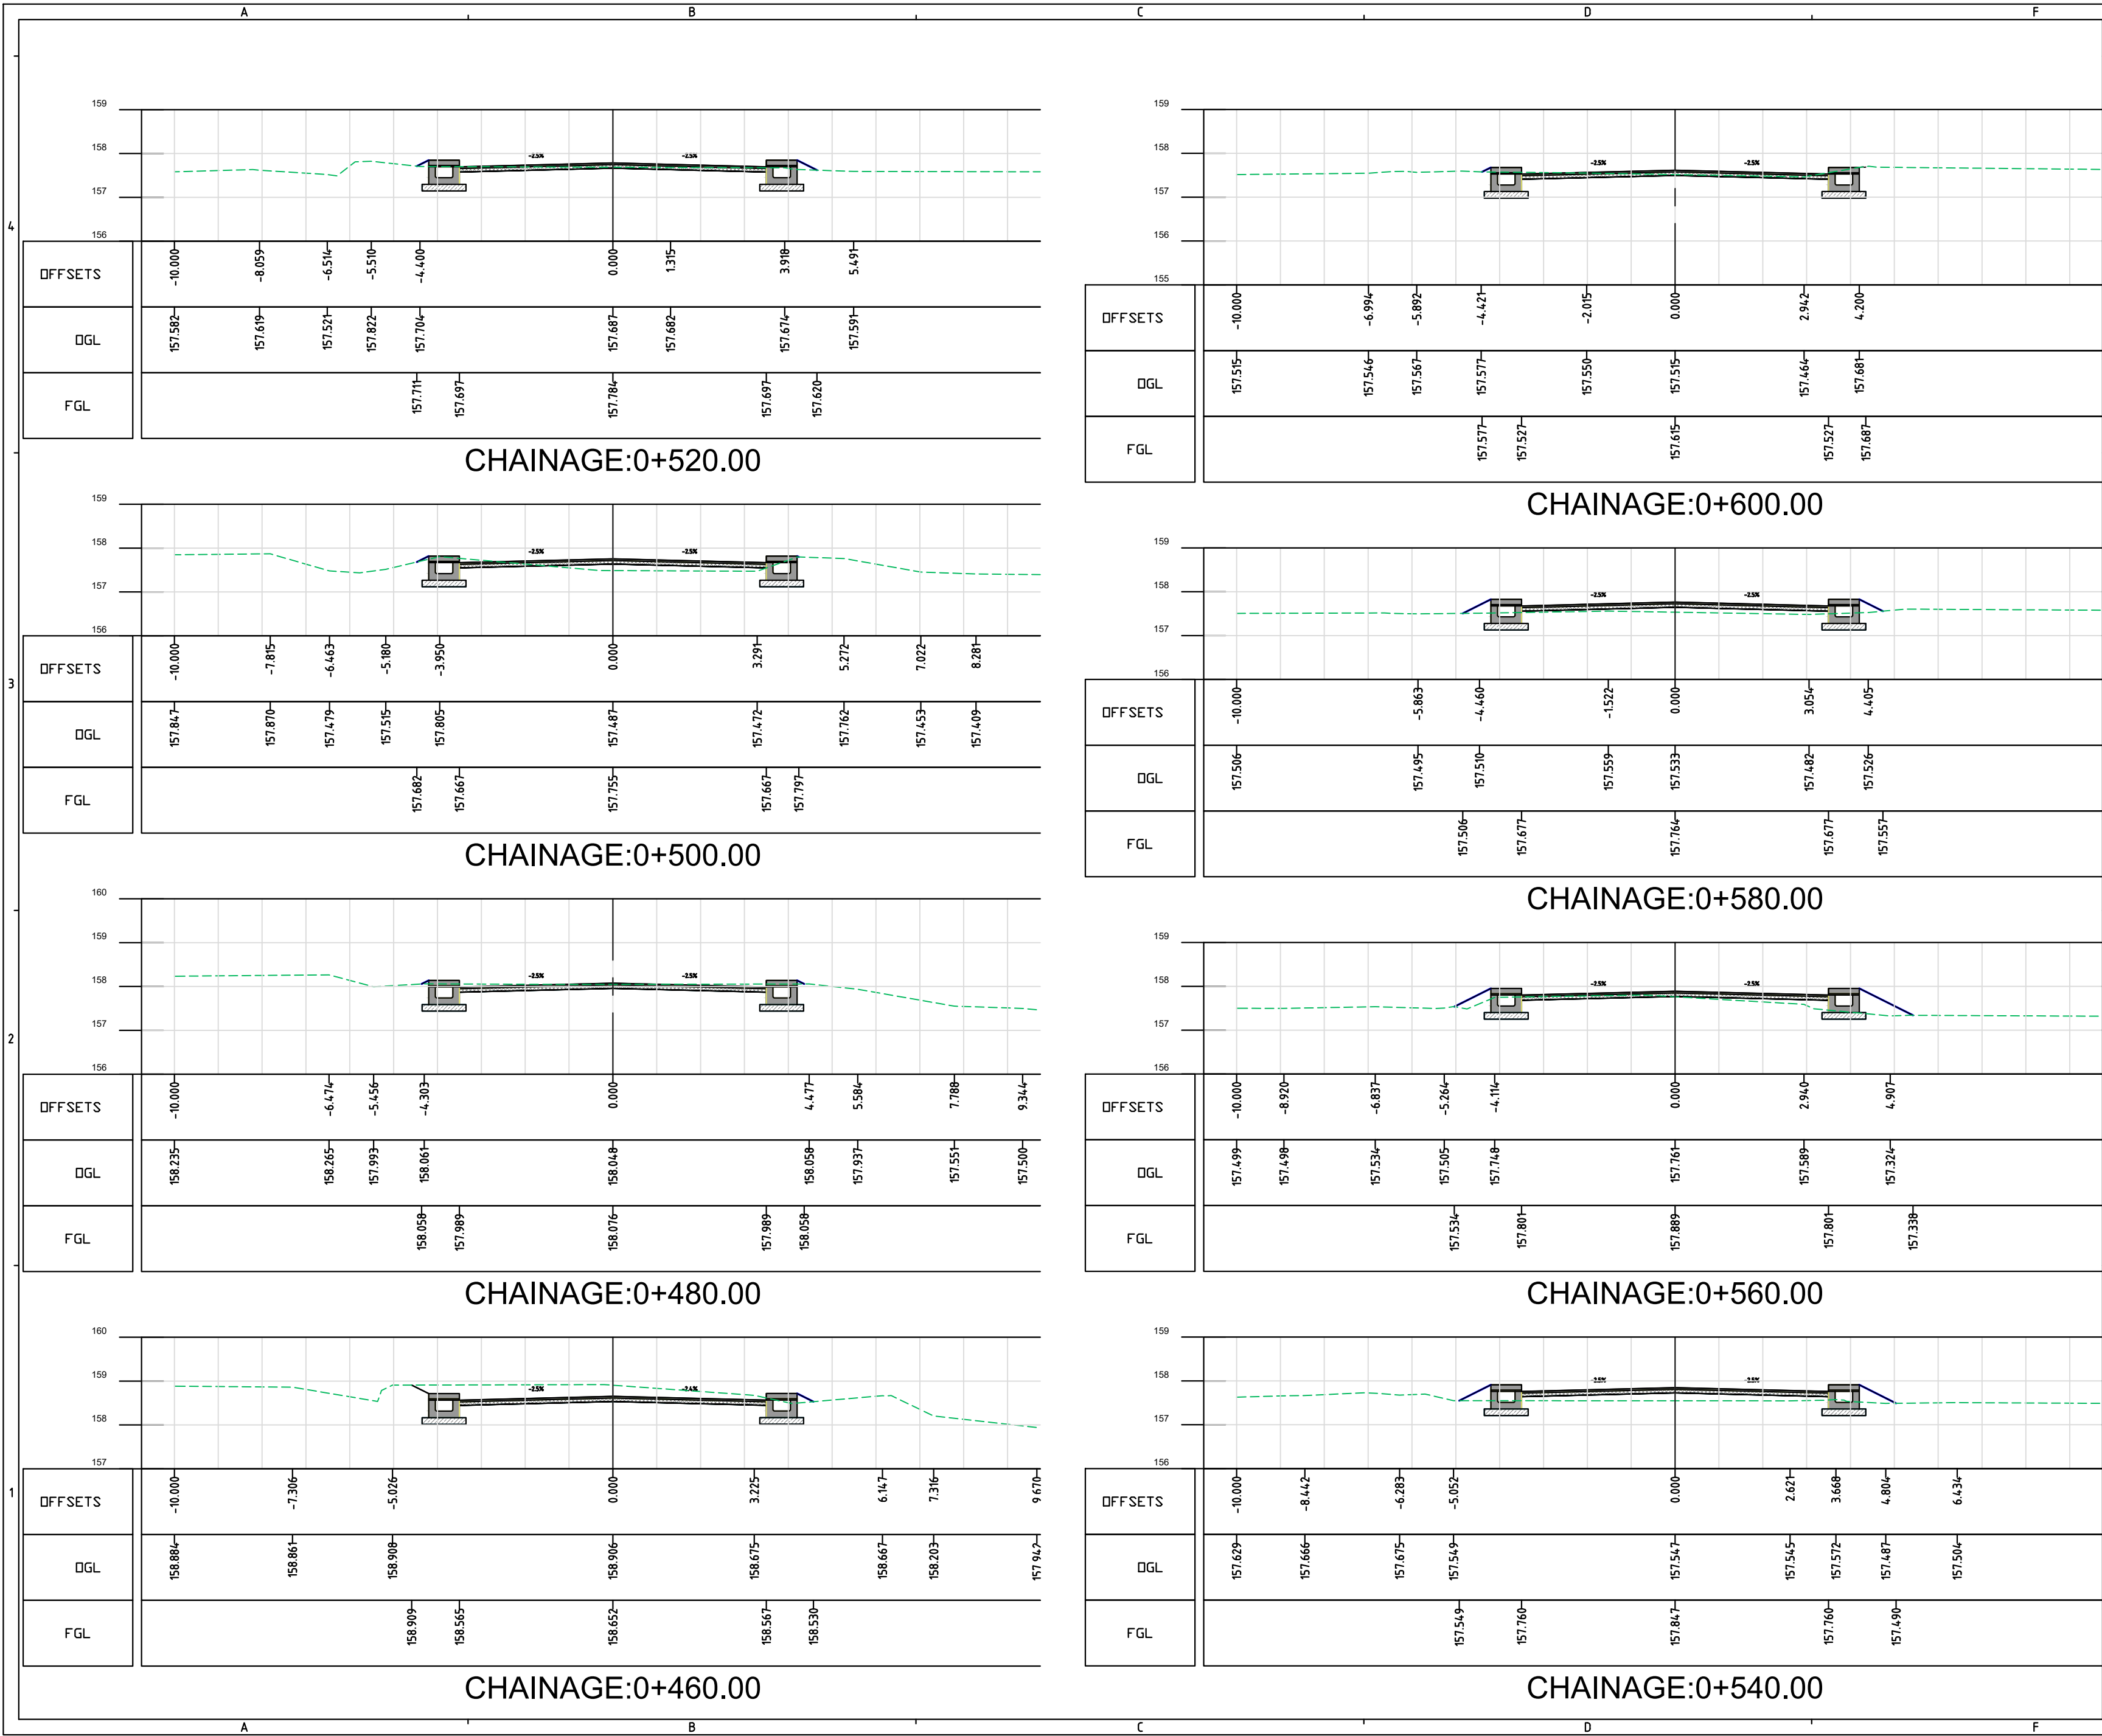 A B C D F
159
158
157
156
-2.5% -2.5%
OFFSETS -10.000 -8.059 -6.514 -5.510 -4.400 0.000 1.315 3.918 5.491
OGL 157.582 157.619 157.521 157.822 157.704 157.687 157.682 157.674 157.591
FGL 157.711 157.697 157.784 157.697 157.620
CHAINAGE:0+520.00
159
158
157
156
-2.5% -2.5%
OFFSETS -10.000 -7.815 -6.463 -5.180 -3.950 0.000 3.291 5.272 7.022 8.281
OGL 157.847 157.870 157.479 157.515 157.805 157.487 157.472 157.762 157.453 157.409
FGL 157.682 157.667 157.755 157.667 157.797
CHAINAGE:0+500.00
160
159
158
157
156
-2.5% -2.5%
OFFSETS -10.000 -6.474 -5.456 -4.303 0.000 4.477 5.584 7.788 9.344
OGL 158.235 158.265 157.993 158.061 158.048 158.058 157.937 157.551 157.500
FGL 158.058 157.989 158.076 157.989 158.058
CHAINAGE:0+480.00
160
159
158
157
-2.5% -2.4%
OFFSETS -10.000 -7.306 -5.026 0.000 3.225 6.147 7.316 9.670
OGL 158.884 158.861 158.908 158.906 158.675 158.667 158.203 157.942
FGL 158.909 158.565 158.652 158.567 158.530
CHAINAGE:0+460.00
159
158
157
156
155
-2.5% -2.5%
OFFSETS -10.000 -6.994 -5.892 -4.421 -2.015 0.000 2.942 4.200
OGL 157.515 157.546 157.567 157.577 157.550 157.515 157.464 157.681
FGL 157.577 157.527 157.615 157.527 157.687
CHAINAGE:0+600.00
159
158
157
156
-2.5% -2.5%
OFFSETS -10.000 -5.863 -4.460 -1.522 0.000 3.054 4.405
OGL 157.506 157.495 157.510 157.559 157.533 157.482 157.526
FGL 157.506 157.677 157.764 157.677 157.557
CHAINAGE:0+580.00
159
158
157
156
-2.5% -2.5%
OFFSETS -10.000 -8.920 -6.837 -5.264 -4.114 0.000 2.940 4.907
OGL 157.499 157.498 157.534 157.505 157.748 157.761 157.589 157.324
FGL 157.534 157.801 157.889 157.801 157.338
CHAINAGE:0+560.00
159
158
157
156
-2.5% -2.5%
OFFSETS -10.000 -8.442 -6.283 -5.052 0.000 2.621 3.668 4.804 6.434
OGL 157.629 157.666 157.675 157.549 157.547 157.545 157.572 157.487 157.504
FGL 157.549 157.760 157.847 157.760 157.490
CHAINAGE:0+540.00
4
3
2
1
A B C D F